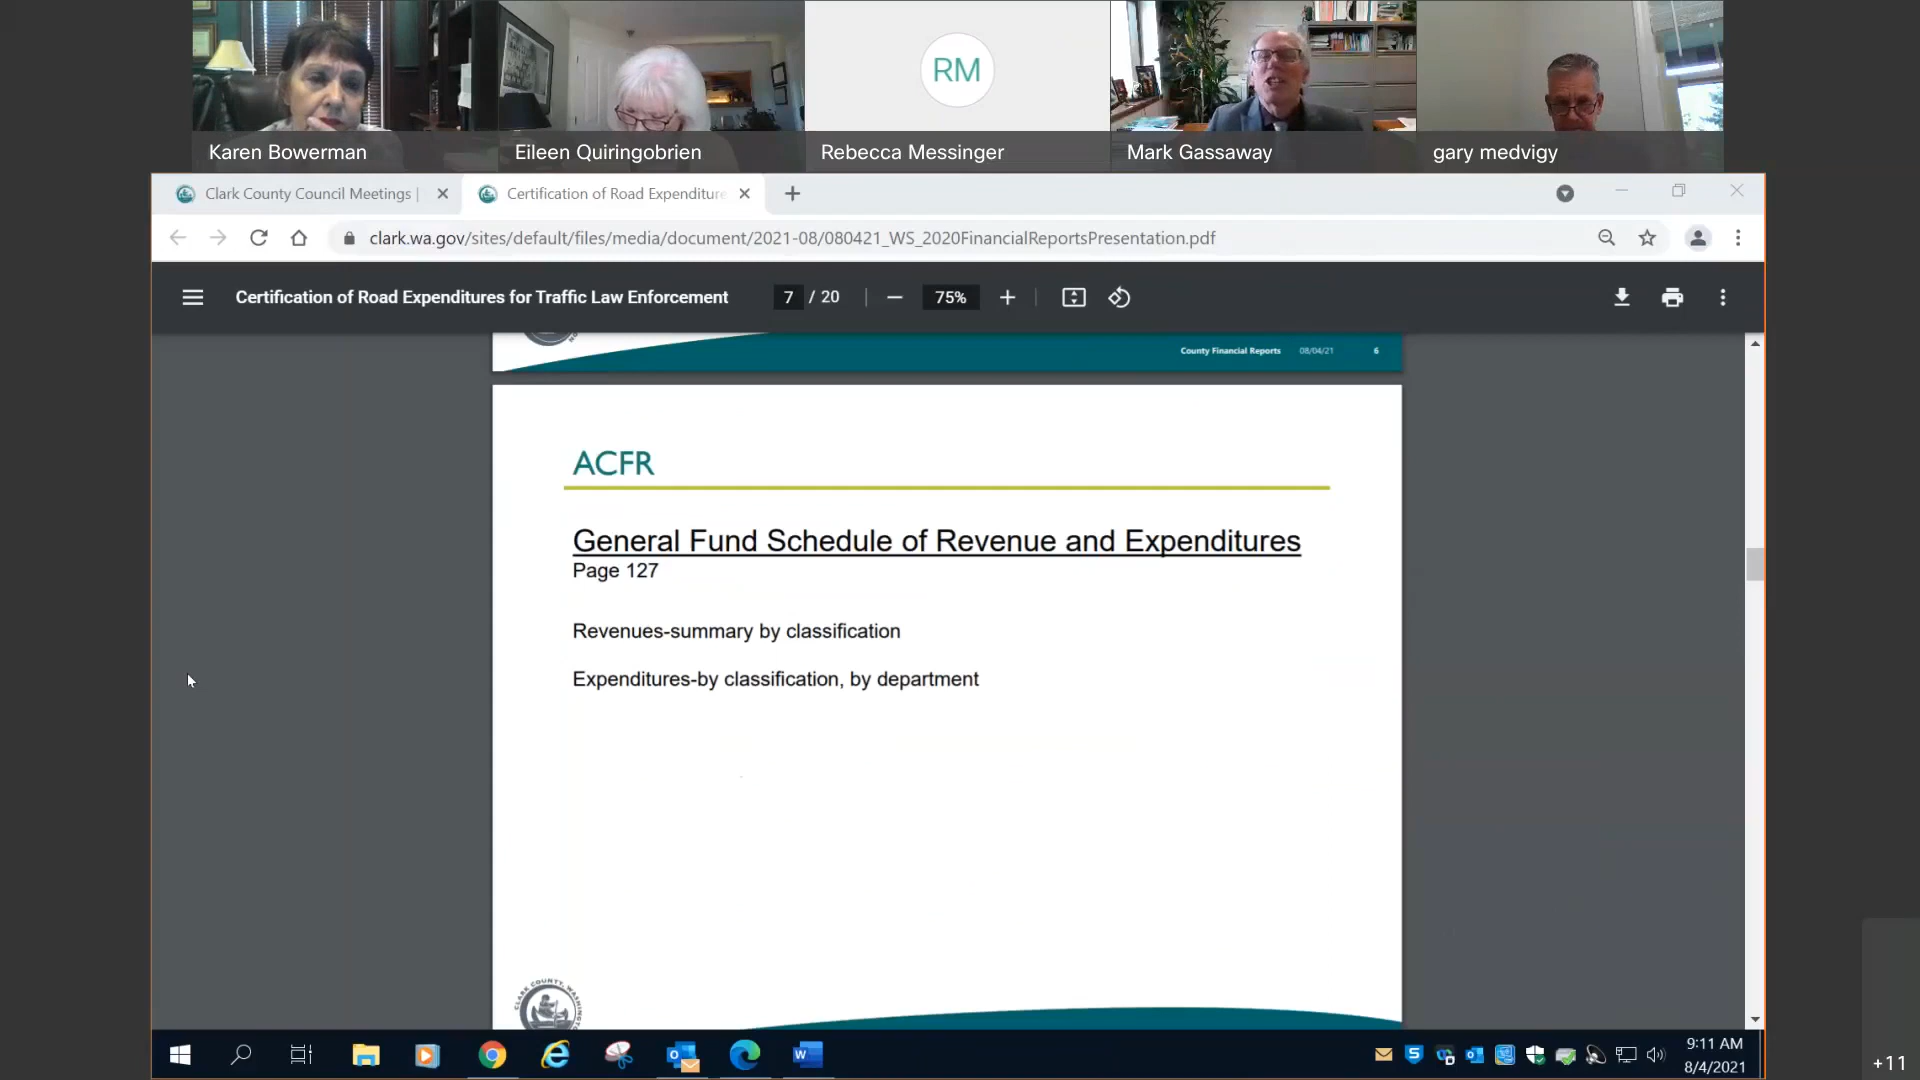 RM
Karen Bowerman
Eileen Quiringobrien
Rebecca Messinger
Mark Gassaway
gary medvigy
Clark County Council Meetings |
Certification of Road Expenditure
clark.wa.gov/sites/default/files/media/document/2021-08/080421_WS_2020FinancialReportsPresentation.pdf
Certification of Road Expenditures for Traffic Law Enforcement
7 / 20
75%
County Financial Reports 08/04/21 6
ACFR
General Fund Schedule of Revenue and Expenditures
Page 127
Revenues-summary by classification
Expenditures-by classification, by department
CLARK COUNTY, WASHINGTON
9:11 AM
8/4/2021
+11